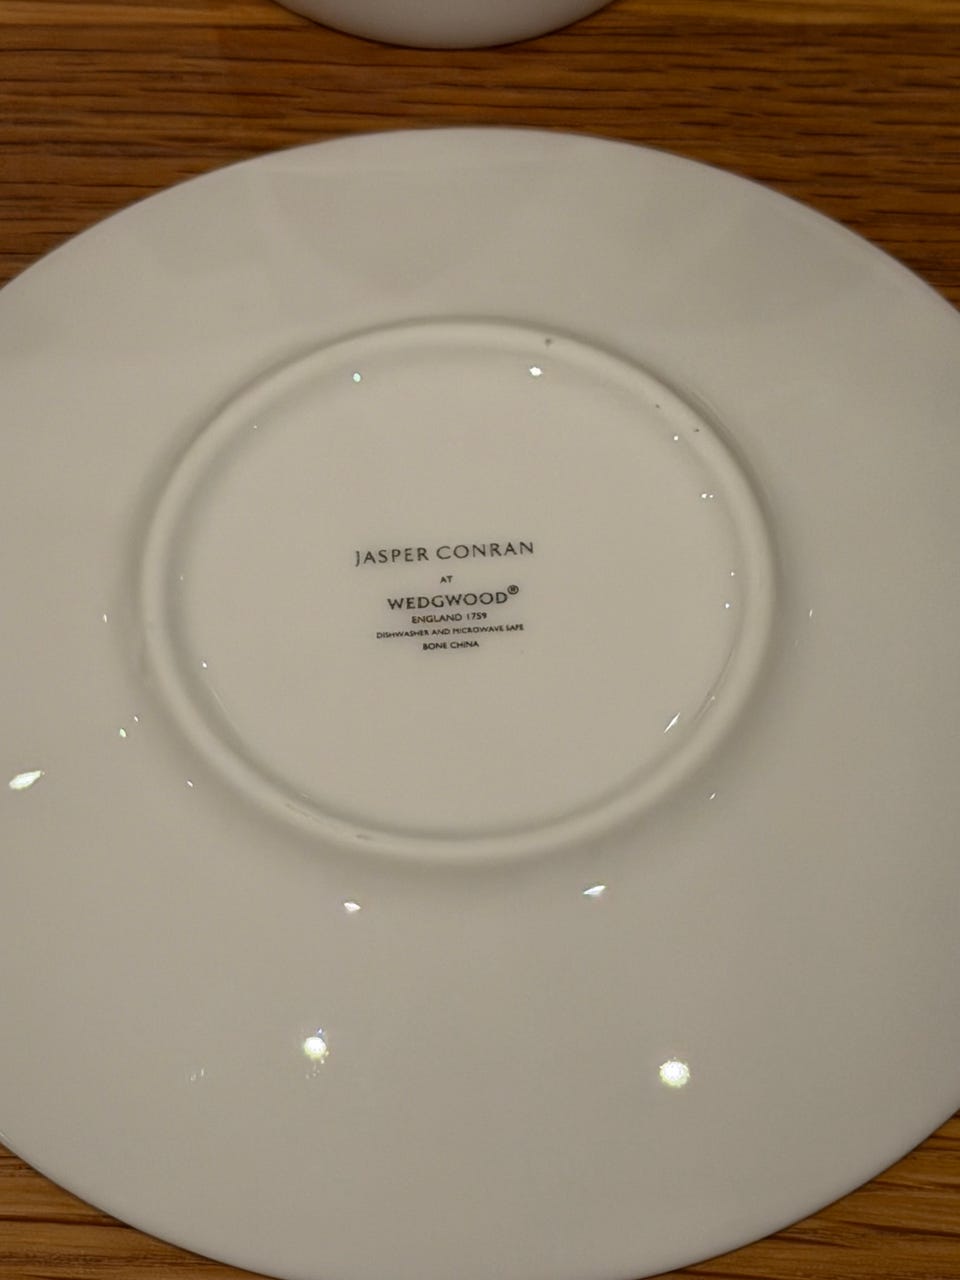 JASPER CONRAN
AT
WEDGWOOD®
ENGLAND 1759
DISHWASHER AND MICROWAVE SAFE
BONE CHINA